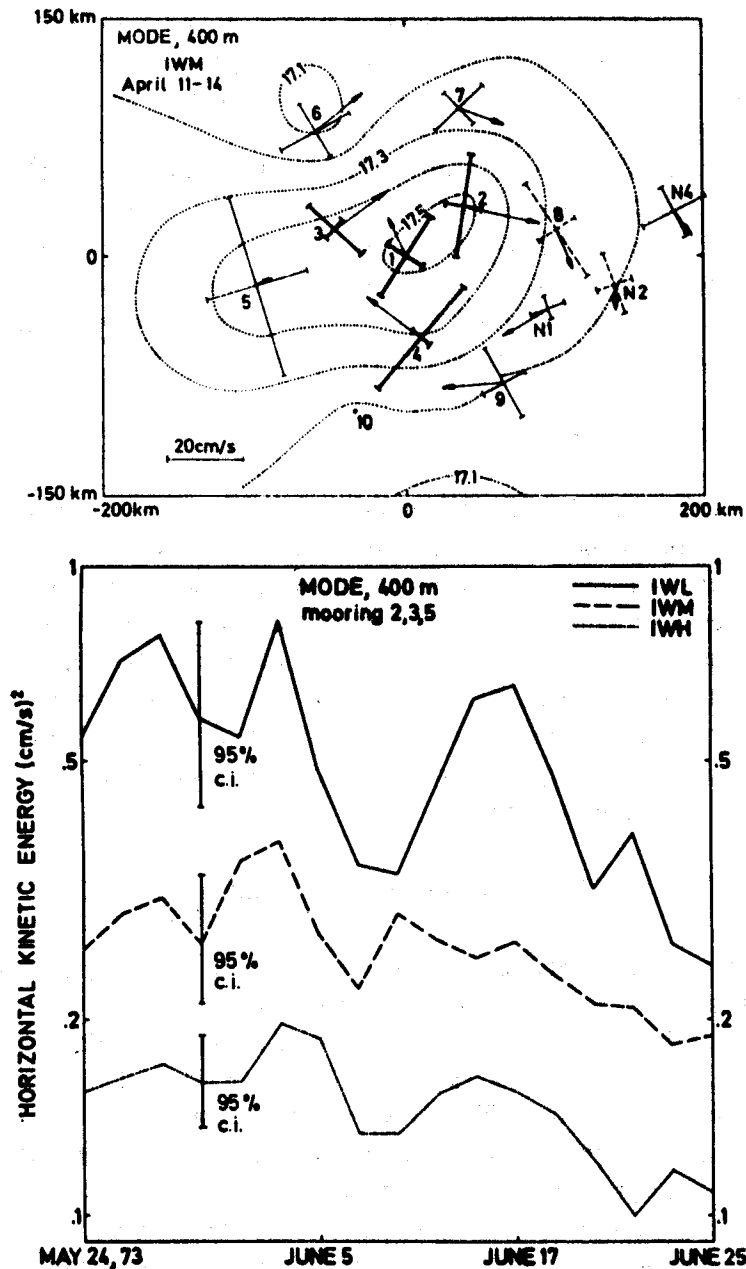 150 km
MODE, 400 m
IWM
April 11-14
17.1
6
7
17.3
2
17.5
N4
3
8
0
1
5
N2
N1
4
9
10
20cm/s
17.1
-150 km
-200km
0
200 km
1
MODE, 400 m
mooring 2,3,5
IWL
IWM
IWH
1
HORIZONTAL KINETIC ENERGY (cm/s)²
95%
c.i.
.5
.5
95%
c.i.
.2
.2
95%
c.i.
.1
.1
MAY 24, 73
JUNE 5
JUNE 17
JUNE 25